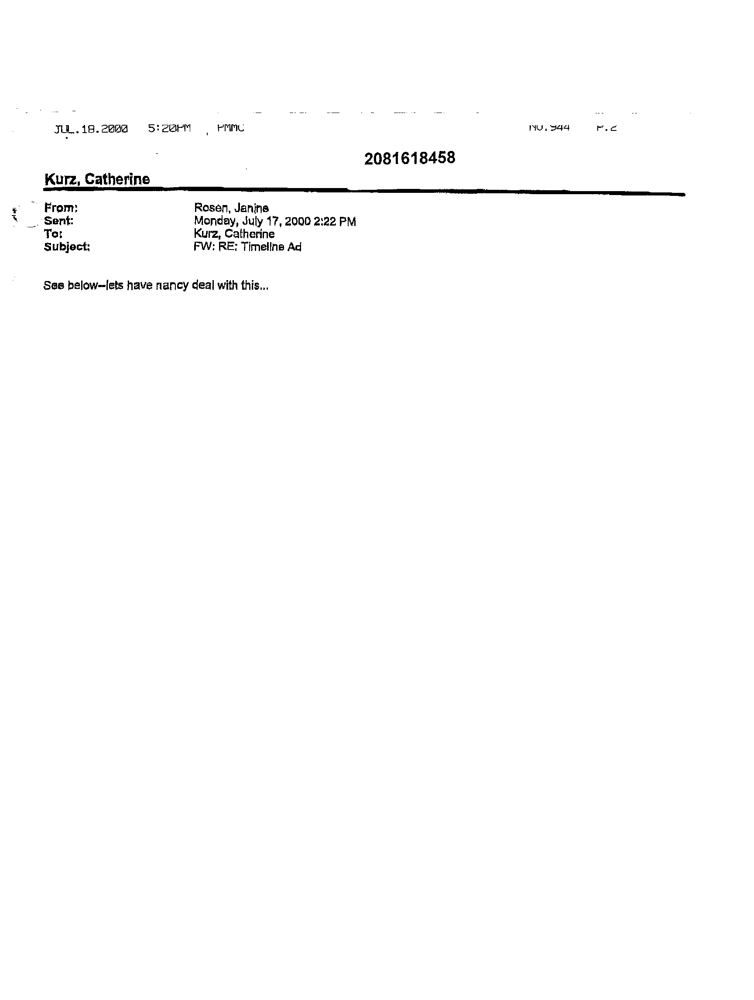 JUL.18.2000 5:20PM PMMC NO.944 P.2
2081618458
Kurz, Catherine
From: Rosen, Janine
Sent: Monday, July 17, 2000 2:22 PM
To: Kurz, Catherine
Subject: FW: RE: Timeline Ad
See below--lets have nancy deal with this...